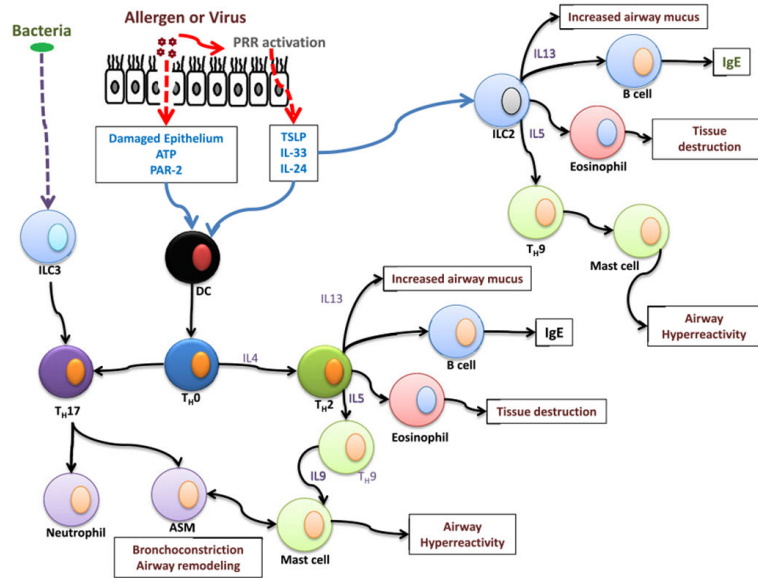 Allergen or Virus
Bacteria
PRR activation
Increased airway mucus
IL13
B cell
IgE
ILC2
IL5
Eosinophil
Tissue
destruction
Damaged Epithelium
ATP
PAR-2
TSLP
IL-33
IL-24
TH9
Mast cell
ILC3
DC
Airway
Hyperreactivity
IL13
Increased airway mucus
B cell
IgE
IL4
TH17
TH0
TH2
IL5
Eosinophil
Tissue destruction
IL9
TH9
Neutrophil
ASM
Mast cell
Airway
Hyperreactivity
Bronchoconstriction
Airway remodeling